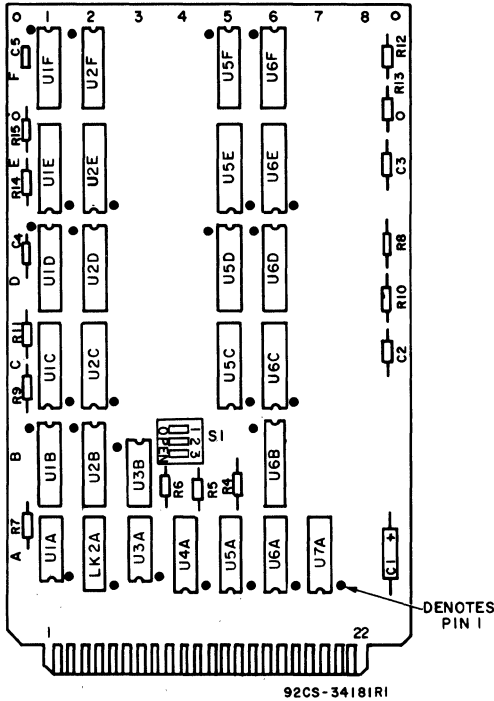 0 1 2 3 4 5 6 7 8 0
C5 U1F U2F U5F U6F R12
F
R13
R15 0 0
E U1E U2E U5E U6E C3
R14
C4 U1D U2D U5D U6D R8
D R10
R11
C U1C U2C U5C U6C C2
R9
B U1B U2B U3B OPEN 1 2 3 S1 U6B
R6 R5 R4
R7
A U1A LK2A U3A U4A U5A U6A U7A C1 +
DENOTES
PIN 1
1 22
92CS-34181R1